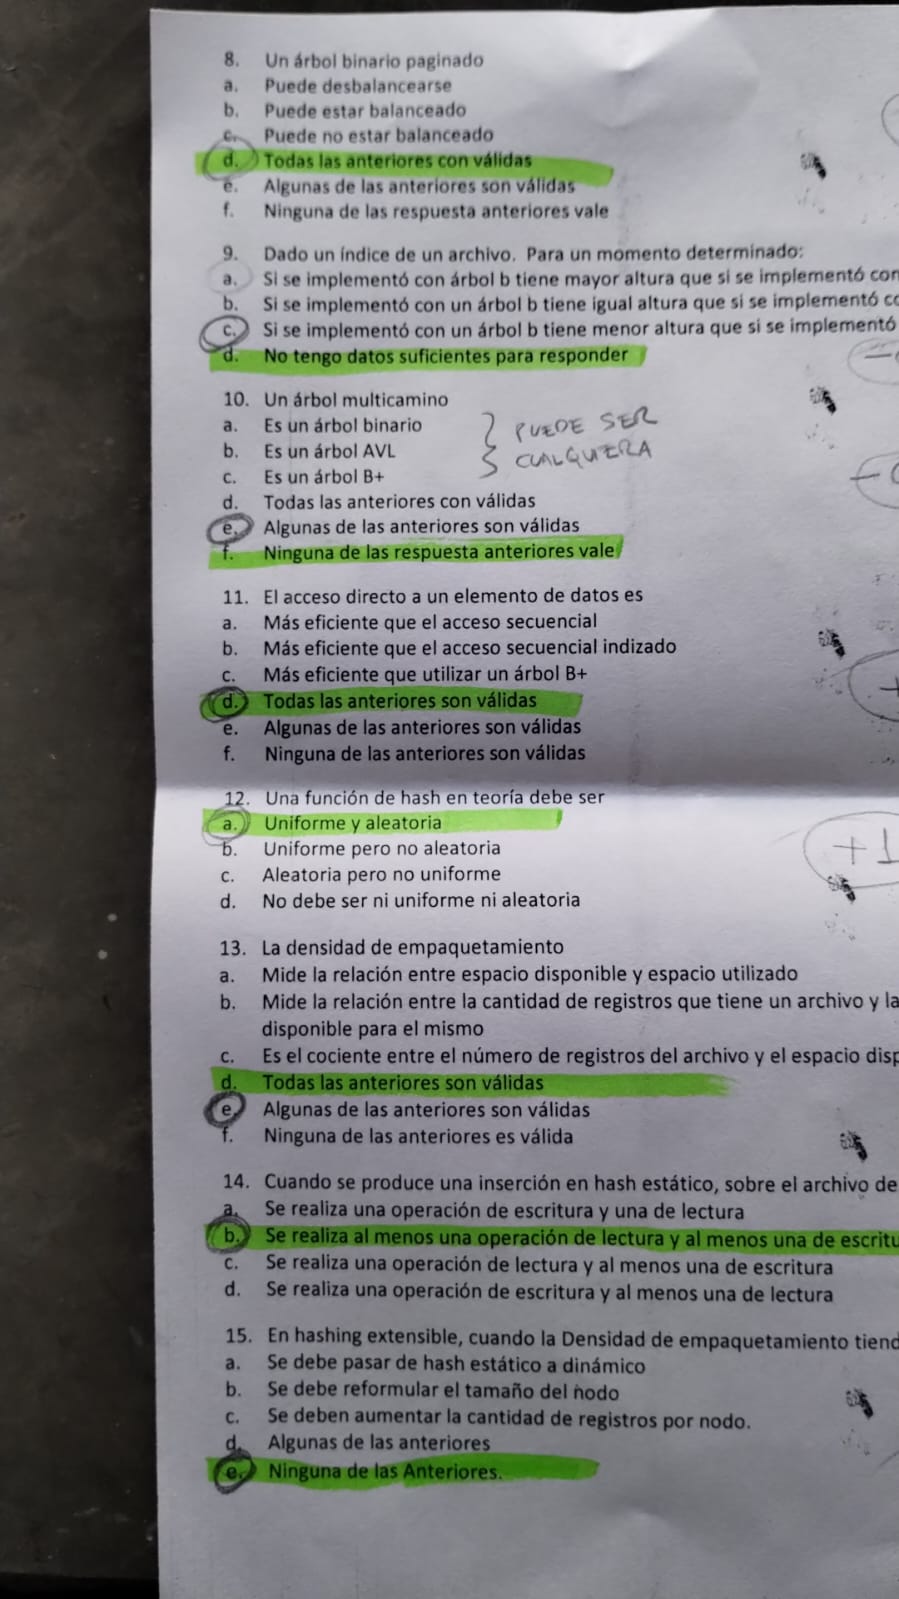 8. Un árbol binario paginado
a. Puede desbalancearse
b. Puede estar balanceado
c. Puede no estar balanceado
d. Todas las anteriores con válidas
e. Algunas de las anteriores son válidas
f. Ninguna de las respuesta anteriores vale
9. Dado un índice de un archivo. Para un momento determinado:
a. Si se implementó con árbol b tiene mayor altura que si se implementó con
b. Si se implementó con un árbol b tiene igual altura que si se implementó co
c. Si se implementó con un árbol b tiene menor altura que si se implementó
d. No tengo datos suficientes para responder
10. Un árbol multicamino
a. Es un árbol binario
b. Es un árbol AVL
c. Es un árbol B+
PUEDE SER
CUALQUIERA
d. Todas las anteriores con válidas
e. Algunas de las anteriores son válidas
f. Ninguna de las respuesta anteriores vale
11. El acceso directo a un elemento de datos es
a. Más eficiente que el acceso secuencial
b. Más eficiente que el acceso secuencial indizado
c. Más eficiente que utilizar un árbol B+
d. Todas las anteriores son válidas
e. Algunas de las anteriores son válidas
f. Ninguna de las anteriores son válidas
12. Una función de hash en teoría debe ser
a. Uniforme y aleatoria
b. Uniforme pero no aleatoria
+1
c. Aleatoria pero no uniforme
d. No debe ser ni uniforme ni aleatoria
13. La densidad de empaquetamiento
a. Mide la relación entre espacio disponible y espacio utilizado
b. Mide la relación entre la cantidad de registros que tiene un archivo y la
disponible para el mismo
c. Es el cociente entre el número de registros del archivo y el espacio disp
d. Todas las anteriores son válidas
e. Algunas de las anteriores son válidas
f. Ninguna de las anteriores es válida
14. Cuando se produce una inserción en hash estático, sobre el archivo de
a. Se realiza una operación de escritura y una de lectura
b. Se realiza al menos una operación de lectura y al menos una de escritu
c. Se realiza una operación de lectura y al menos una de escritura
d. Se realiza una operación de escritura y al menos una de lectura
15. En hashing extensible, cuando la Densidad de empaquetamiento tiend
a. Se debe pasar de hash estático a dinámico
b. Se debe reformular el tamaño del nodo
c. Se deben aumentar la cantidad de registros por nodo.
d. Algunas de las anteriores
e. Ninguna de las Anteriores.